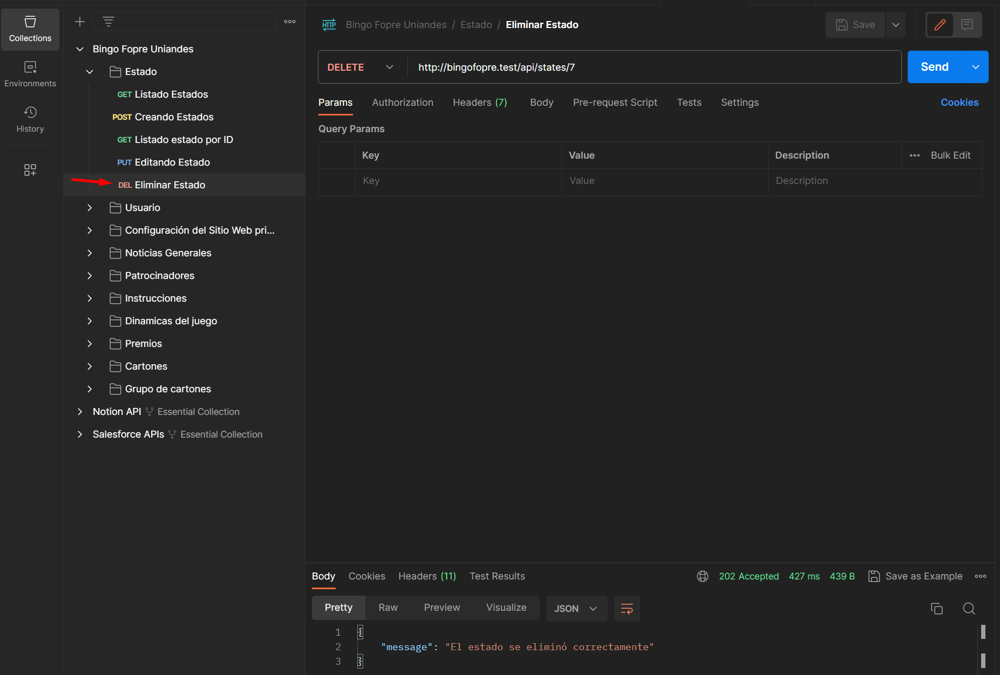 Collections
Environments
History
Bingo Fopre Uniandes
Estado
GET Listado Estados
POST Creando Estados
GET Listado estado por ID
PUT Editando Estado
DEL Eliminar Estado
Usuario
Configuración del Sitio Web pri...
Noticias Generales
Patrocinadores
Instrucciones
Dinamicas del juego
Premios
Cartones
Grupo de cartones
Notion API Essential Collection
Salesforce APIs Essential Collection
HTTP Bingo Fopre Uniandes / Estado / Eliminar Estado
Save
DELETE http://bingofopre.test/api/states/7
Send
Params Authorization Headers (7) Body Pre-request Script Tests Settings Cookies
Query Params
Key Value Description Bulk Edit
Key Value Description
Body Cookies Headers (11) Test Results 202 Accepted 427 ms 439 B Save as Example
Pretty Raw Preview Visualize JSON
1 {
2 "message": "El estado se eliminó correctamente"
3 }